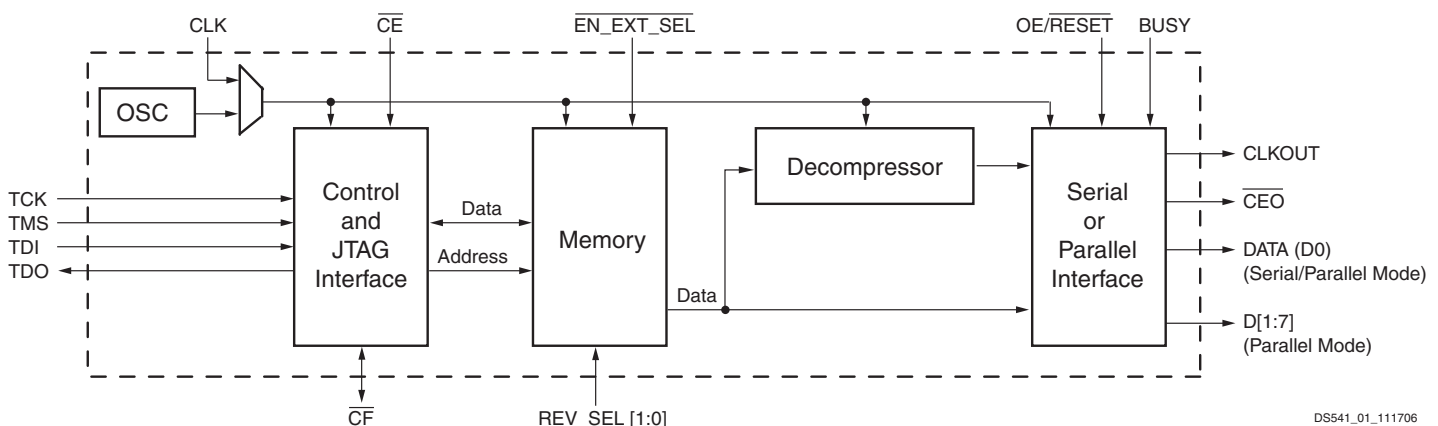 CLK
CE
EN_EXT_SEL
OE/RESET
BUSY
OSC
TCK
TMS
TDI
TDO
Control
and
JTAG
Interface
Data
Address
Memory
Data
Decompressor
Serial
or
Parallel
Interface
CLKOUT
CEO
DATA (D0)
(Serial/Parallel Mode)
D[1:7]
(Parallel Mode)
CF
REV_SEL [1:0]
DS541_01_111706